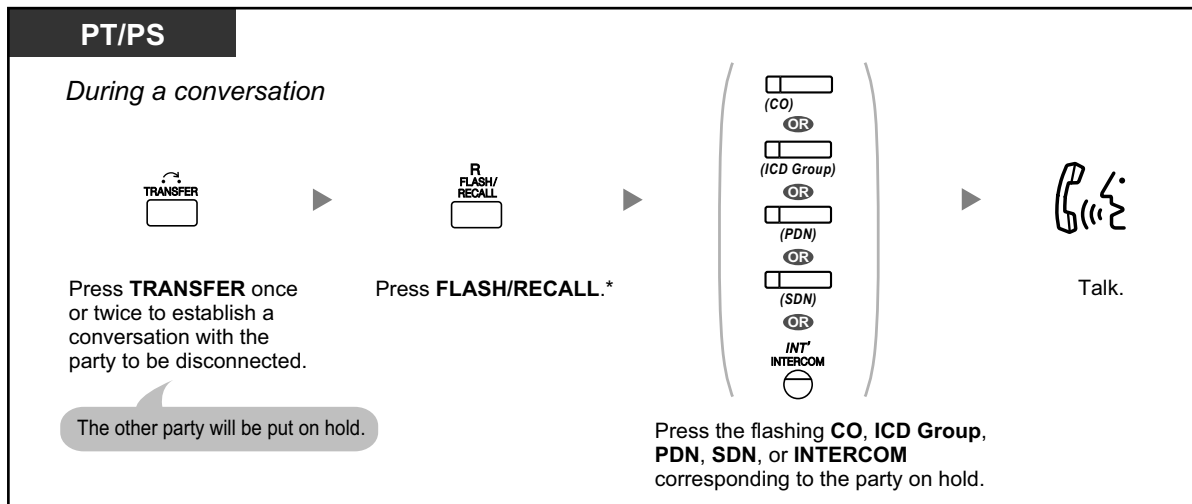 PT/PS
During a conversation
TRANSFER
Press TRANSFER once
or twice to establish a
conversation with the
party to be disconnected.
The other party will be put on hold.
R
FLASH/
RECALL
Press FLASH/RECALL.*
(CO)
OR
(ICD Group)
OR
(PDN)
OR
(SDN)
OR
INT'
INTERCOM
Press the flashing CO, ICD Group,
PDN, SDN, or INTERCOM
corresponding to the party on hold.
Talk.